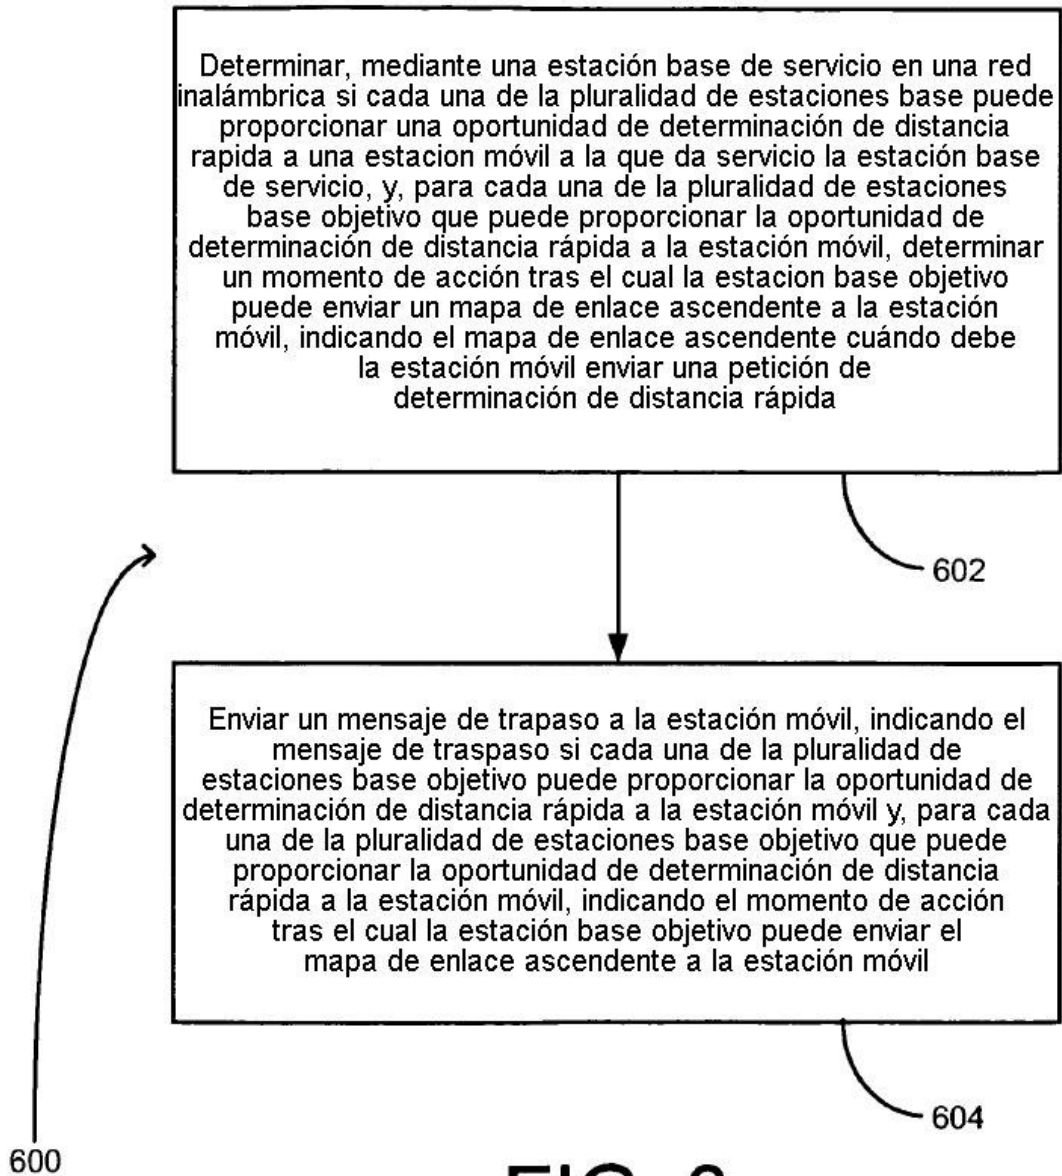 Determinar, mediante una estación base de servicio en una red
inalámbrica si cada una de la pluralidad de estaciones base puede
proporcionar una oportunidad de determinación de distancia
rapida a una estacion móvil a la que da servicio la estación base
de servicio, y, para cada una de la pluralidad de estaciones
base objetivo que puede proporcionar la oportunidad de
determinación de distancia rápida a la estación móvil, determinar
un momento de acción tras el cual la estacion base objetivo
puede enviar un mapa de enlace ascendente a la estación
móvil, indicando el mapa de enlace ascendente cuándo debe
la estación móvil enviar una petición de
determinación de distancia rápida
602
Enviar un mensaje de trapaso a la estación móvil, indicando el
mensaje de traspaso si cada una de la pluralidad de
estaciones base objetivo puede proporcionar la oportunidad de
determinación de distancia rápida a la estación móvil y, para cada
una de la pluralidad de estaciones base objetivo que puede
proporcionar la oportunidad de determinación de distancia
rápida a la estación móvil, indicando el momento de acción
tras el cual la estación base objetivo puede enviar el
mapa de enlace ascendente a la estación móvil
604
600
FIG.